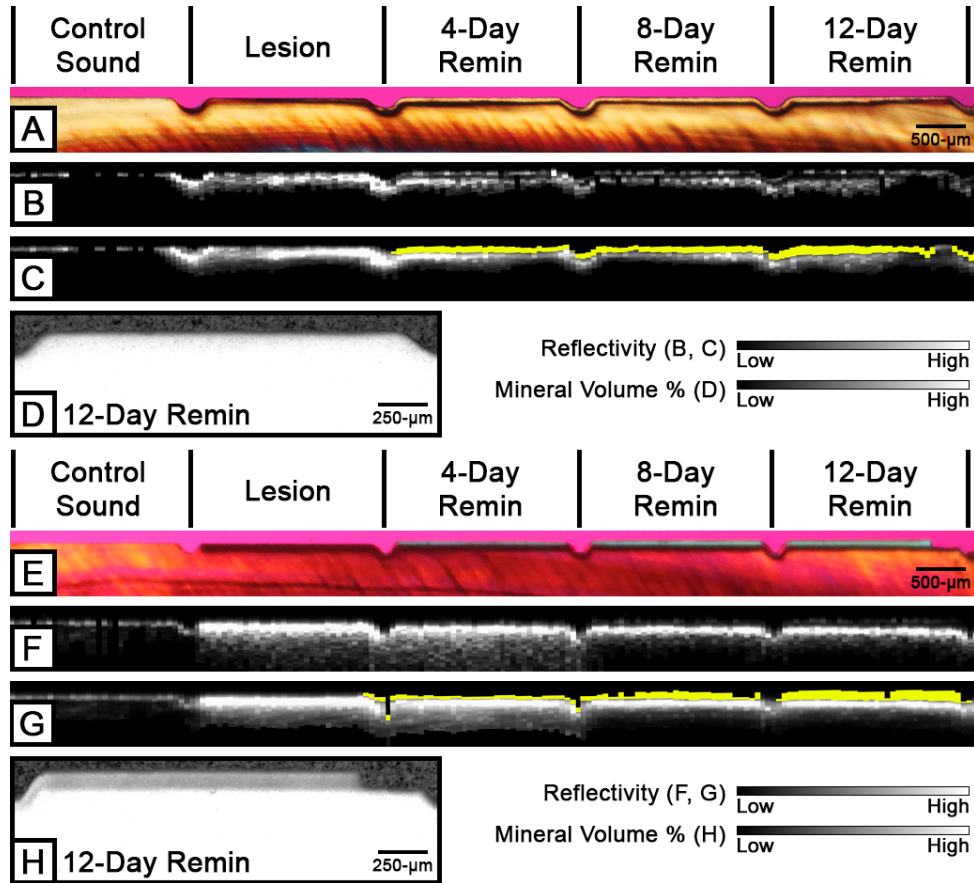 Control Sound
Lesion
4-Day Remin
8-Day Remin
12-Day Remin
A
500-µm
B
C
D
12-Day Remin
250-µm
Reflectivity (B, C)
Low
High
Mineral Volume % (D)
Low
High
Control Sound
Lesion
4-Day Remin
8-Day Remin
12-Day Remin
E
500-µm
F
G
H
12-Day Remin
250-µm
Reflectivity (F, G)
Low
High
Mineral Volume % (H)
Low
High